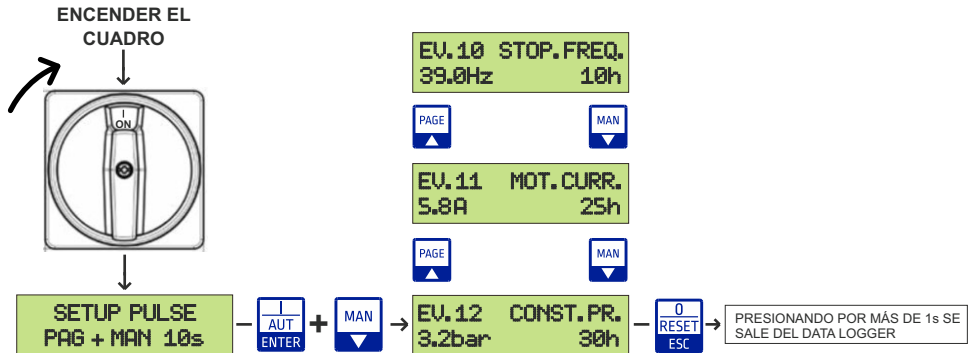 ENCENDER EL
CUADRO
I
ON
SETUP PULSE
PAG + MAN 10s
I
AUT
ENTER
+
MAN
EV.10 STOP.FREQ.
39.0Hz 10h
PAGE
MAN
EV.11 MOT.CURR.
5.8A 25h
PAGE
MAN
EV.12 CONST.PR.
3.2bar 30h
0
RESET
ESC
PRESIONANDO POR MÁS DE 1s SE
SALE DEL DATA LOGGER